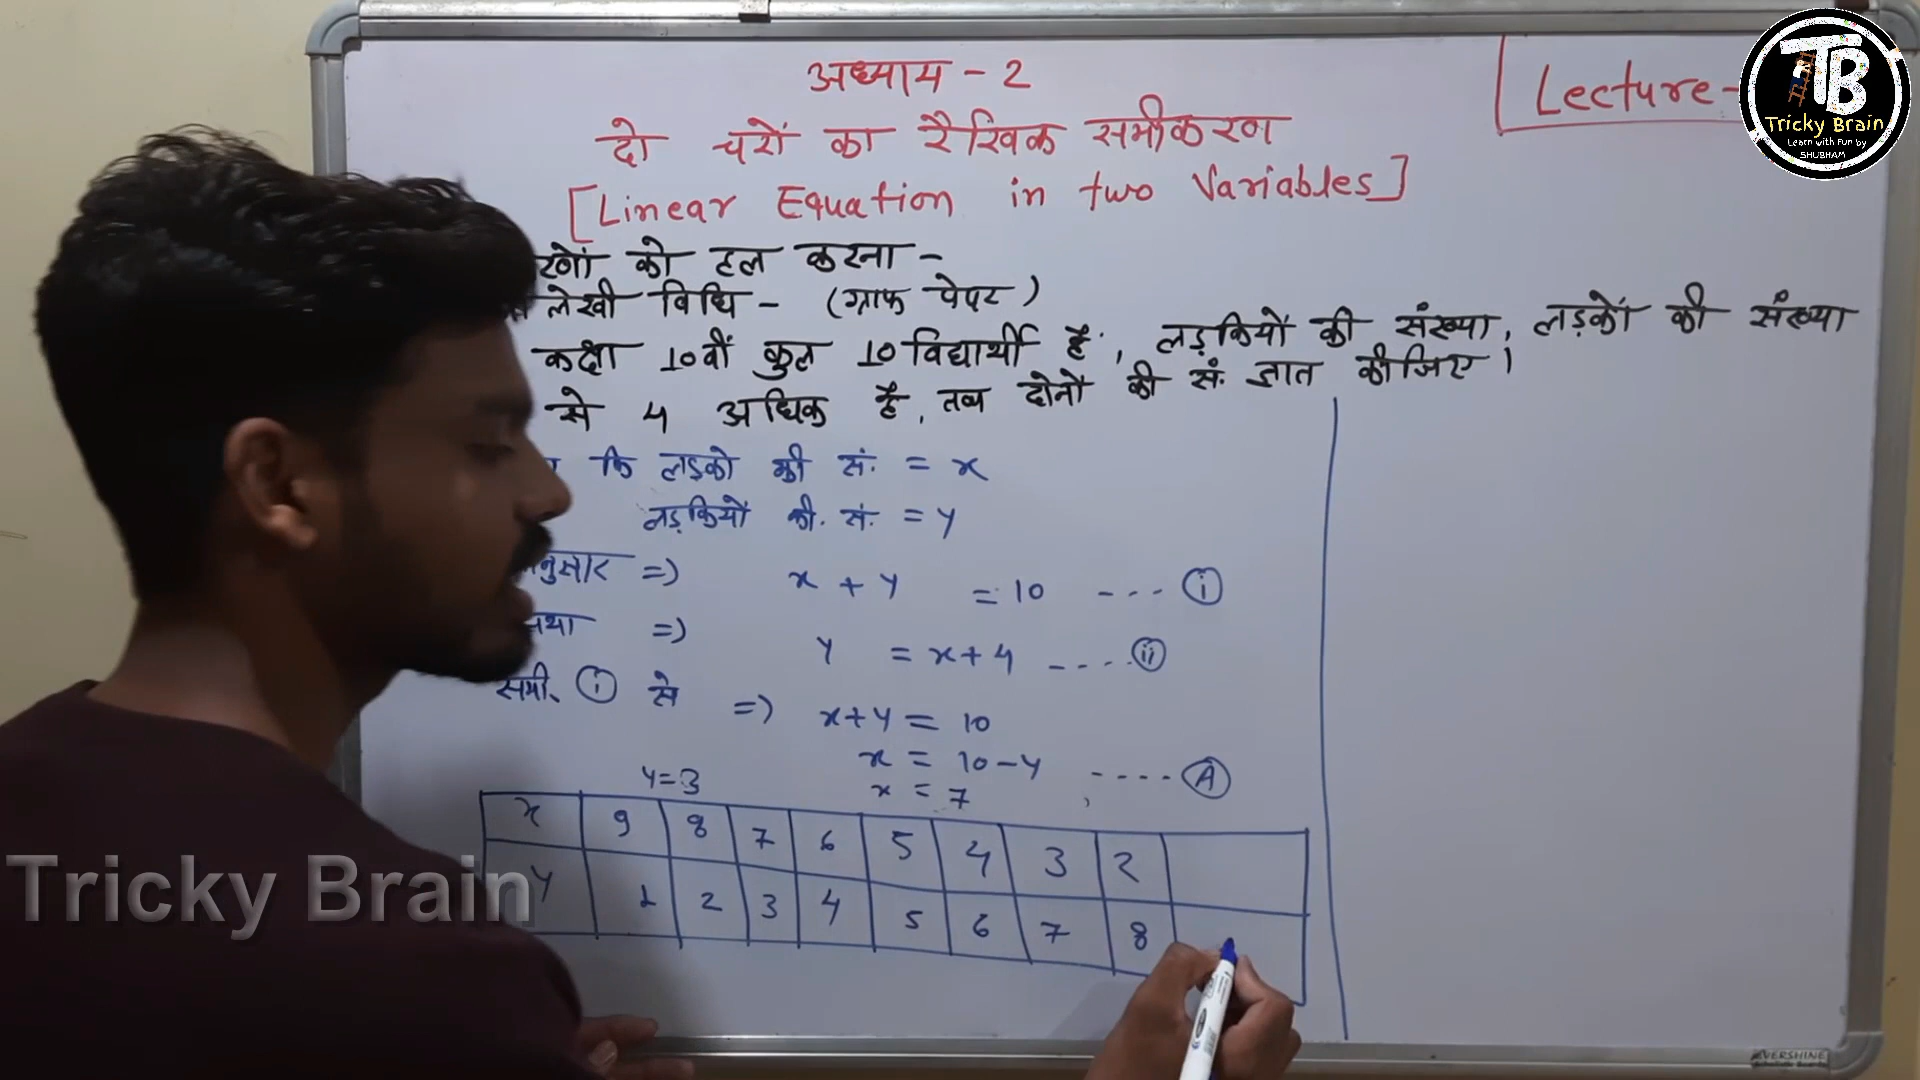 अध्याय - 2
Lecture-
TB
Tricky Brain
Learn with Fun by
SHUBHAM
दो चरों का रैखिक समीकरण
[Linear Equation in two Variables]
को हल करना -
लेखी विधि - (ग्राफ पेपर)
कक्षा 10वीं कुल 10 विद्यार्थी है, लड़कियों की संख्या, लड़कों की संख्या
से 4 अधिक है, तब दोनों की सं. ज्ञात कीजिए।
कि लड़को की सं. = x
लड़कियों की. सं. = y
नुसार => x + y = 10 ---- (i)
तथा => y = x+4 ---- (ii)
समी. (i) से => x+y = 10
x = 10-y ---- (A)
y=3 x = 7
x 9 8 7 6 5 4 3 2
y 1 2 3 4 5 6 7 8
Tricky Brain
EVERSHINE